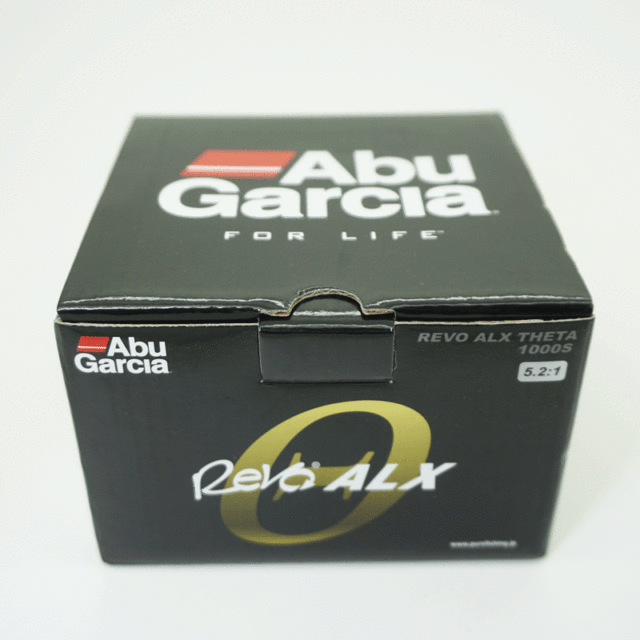 Abu
Garcia
FOR LIFE
Abu
Garcia
REVO ALX THETA
1000S
5.2:1
Revo ALX